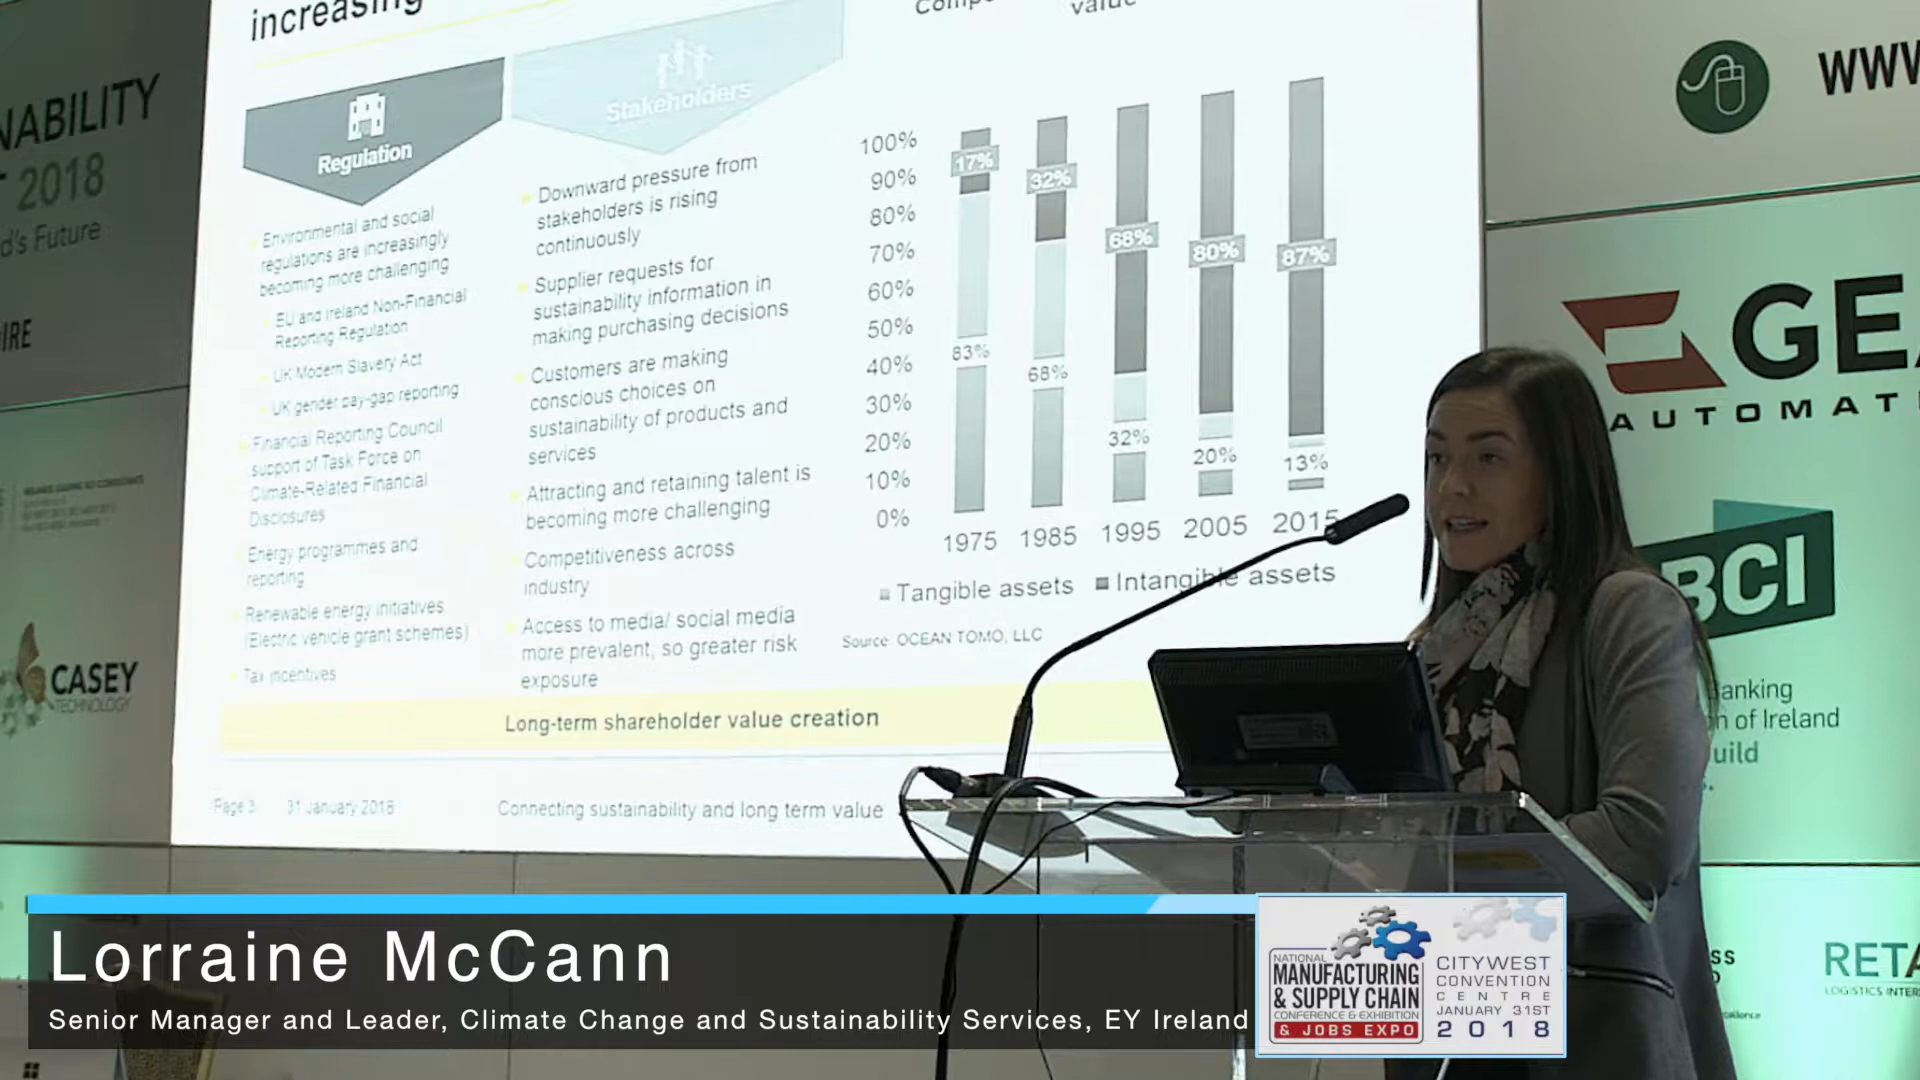 increasing
value
Regulation
Environmental and social
regulations are increasingly
becoming more challenging
EU and Ireland Non-Financial
Reporting Regulation
UK Modern Slavery Act
UK gender pay-gap reporting
Financial Reporting Council
support of Task Force on
Climate-Related Financial
Disclosures
Energy programmes and
reporting
Renewable energy initiatives
(Electric vehicle grant schemes)
Tax incentives
Stakeholders
Downward pressure from
stakeholders is rising
continuously
Supplier requests for
sustainability information in
making purchasing decisions
Customers are making
conscious choices on
sustainability of products and
services
Attracting and retaining talent is
becoming more challenging
Competitiveness across
industry
Access to media/ social media
more prevalent, so greater risk
exposure
100%
90%
80%
70%
60%
50%
40%
30%
20%
10%
0%
17% 32% 68% 80% 87%
83% 68% 32% 20% 13%
1975 1985 1995 2005 2015
Tangible assets Intangible assets
Source: OCEAN TOMO, LLC
Long-term shareholder value creation
Page 3 31 January 2018 Connecting sustainability and long term value
NABILITY
2018
d's Future
IRE
CASEY
TECHNOLOGY
WWW
GEA
AUTOMAT
BCI
anking
n of Ireland
uild
SS
RETA
LOGISTICS INTER
Lorraine McCann
Senior Manager and Leader, Climate Change and Sustainability Services, EY Ireland
NATIONAL
MANUFACTURING
& SUPPLY CHAIN
CONFERENCE & EXHIBITION
& JOBS EXPO
CITYWEST
CONVENTION
CENTRE
JANUARY 31ST
2018